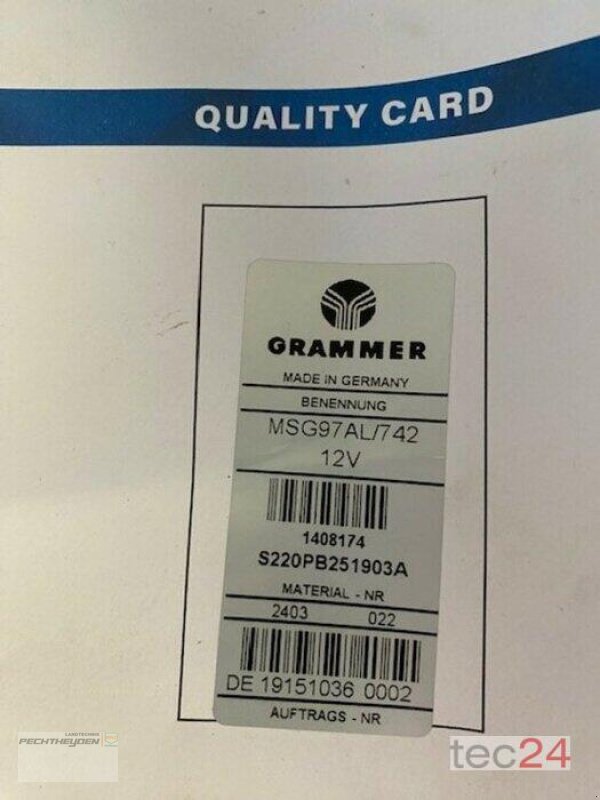 QUALITY CARD
GRAMMER
MADE IN GERMANY
BENENNUNG
MSG97AL/742
12V
1408174
S220PB251903A
MATERIAL - NR
2403 022
DE 19151036 0002
AUFTRAGS - NR
LANDTECHNIK
PECHTHEYDEN
tec24